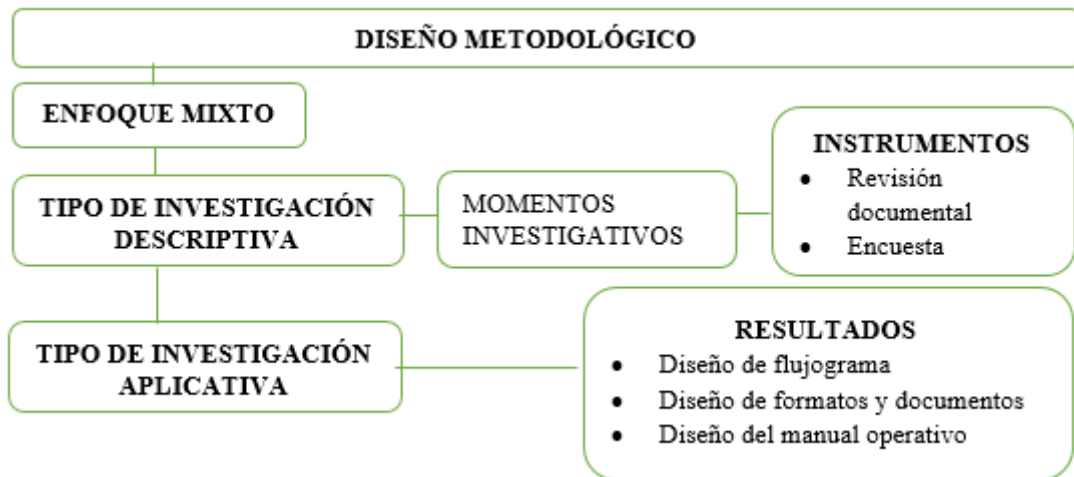 DISEÑO METODOLÓGICO
ENFOQUE MIXTO
TIPO DE INVESTIGACIÓN
DESCRIPTIVA
MOMENTOS
INVESTIGATIVOS
INSTRUMENTOS
• Revisión
documental
• Encuesta
TIPO DE INVESTIGACIÓN
APLICATIVA
RESULTADOS
• Diseño de flujograma
• Diseño de formatos y documentos
• Diseño del manual operativo